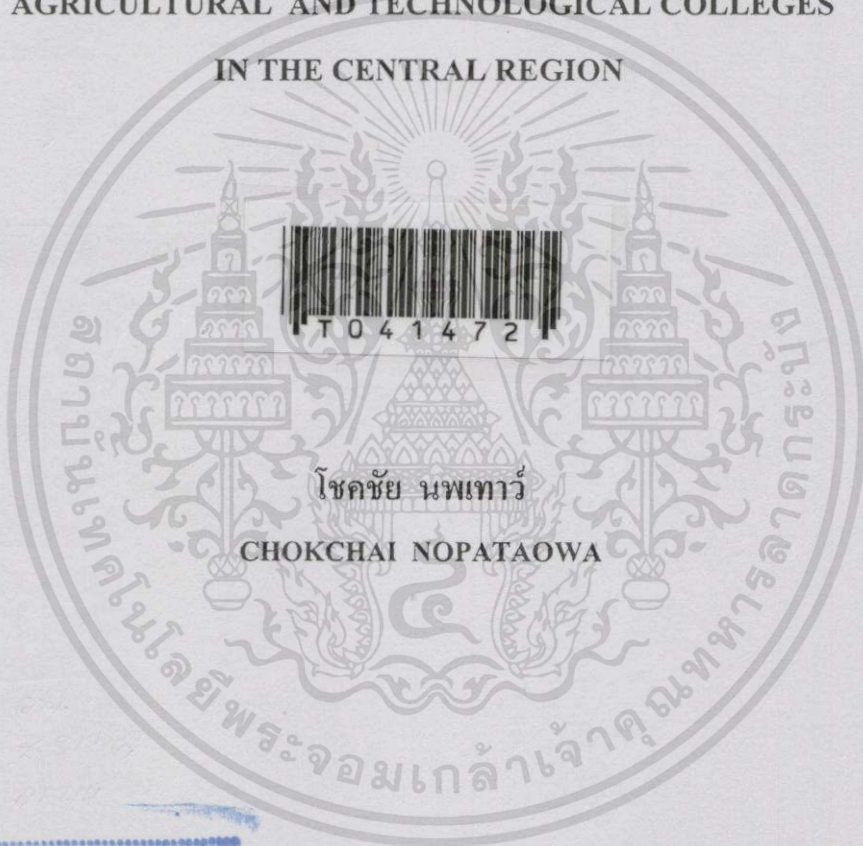 AGRICULTURAL AND TECHNOLOGICAL COLLEGES
IN THE CENTRAL REGION
T041472
โชคชัย นพเทาว์
CHOKCHAI NOPATAOWA
สถาบันเทคโนโลยีพระจอมเกล้าเจ้าคุณทหารลาดกระบัง